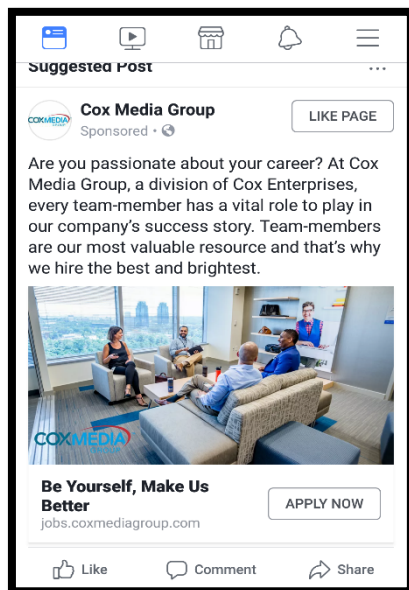 Suggested Post
COXMEDIA
GROUP
Cox Media Group
Sponsored ·
LIKE PAGE
Are you passionate about your career? At Cox
Media Group, a division of Cox Enterprises,
every team-member has a vital role to play in
our company's success story. Team-members
are our most valuable resource and that's why
we hire the best and brightest.
COXMEDIA
GROUP
Be Yourself, Make Us
Better
jobs.coxmediagroup.com
APPLY NOW
Like
Comment
Share